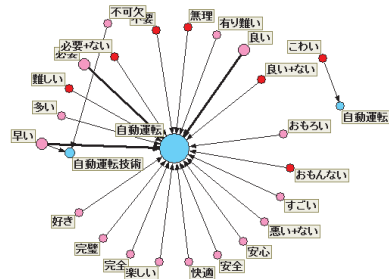 不可欠
不要
無理
有り難い
良い
必要+ない
必要
こわい
難しい
良い+ない
多い
自動運転
自動運転
おもろい
早い
自動運転技術
おもんない
すごい
好き
悪い+ない
完璧
安心
完全
安全
楽しい
快適